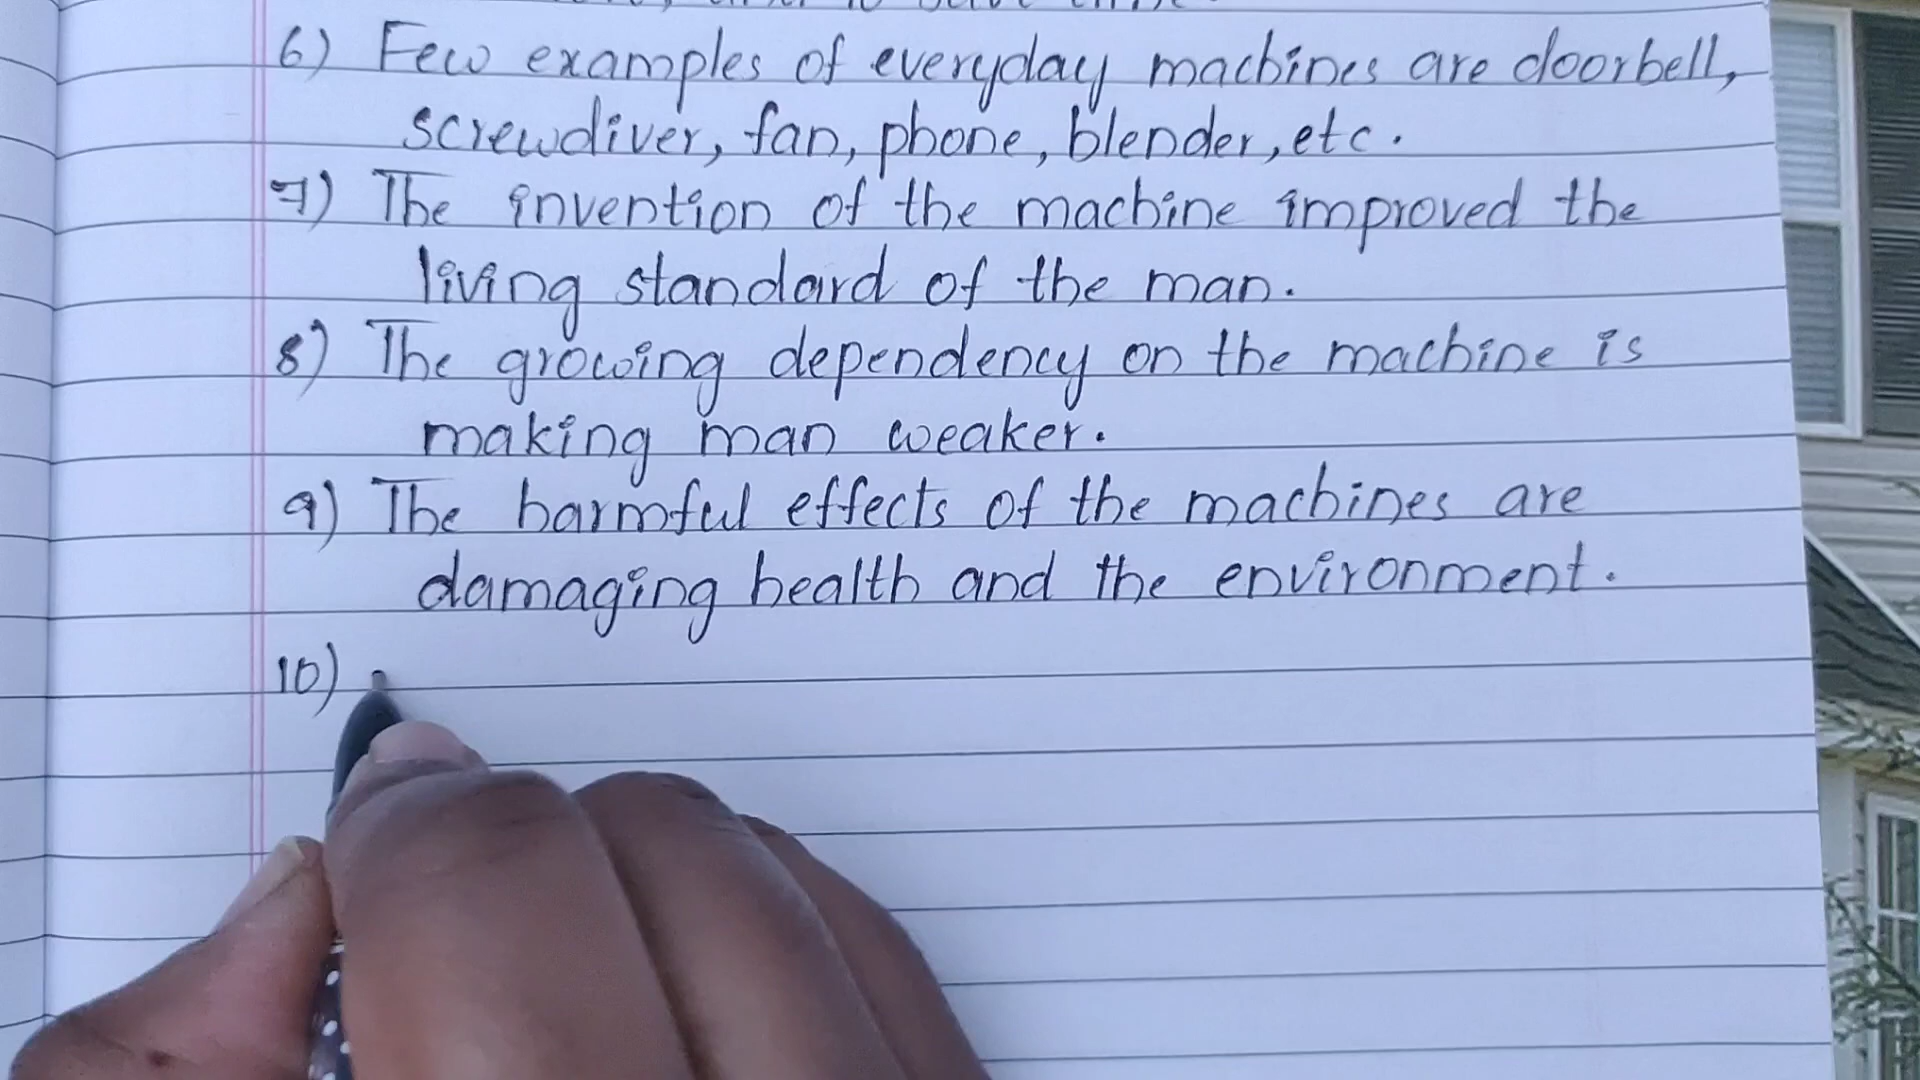 6) Few examples of everyday machines are doorbell,
screwdiver, fan, phone, blender, etc.
7) The invention of the machine improved the
living standard of the man.
8) The growing dependency on the machine is
making man weaker.
9) The harmful effects of the machines are
damaging health and the environment.
10)